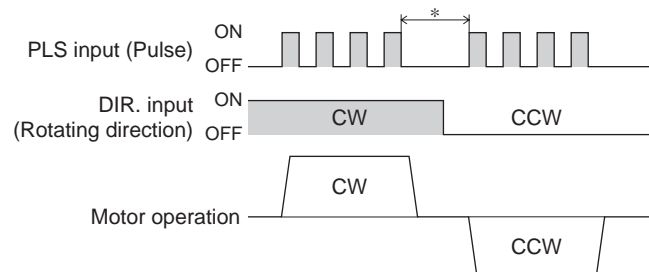 PLS input (Pulse)
ON
OFF
*
DIR. input
(Rotating direction)
ON
OFF
CW
CCW
Motor operation
CW
CCW